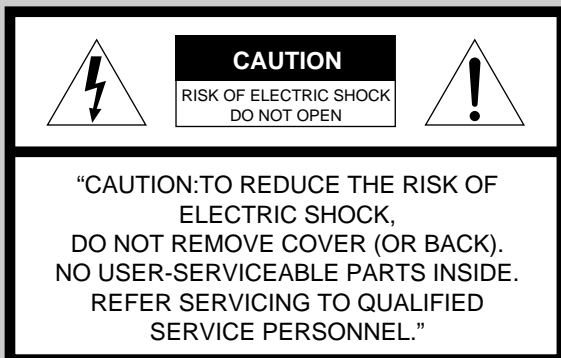 CAUTION
RISK OF ELECTRIC SHOCK
DO NOT OPEN
“CAUTION:TO REDUCE THE RISK OF
ELECTRIC SHOCK,
DO NOT REMOVE COVER (OR BACK).
NO USER-SERVICEABLE PARTS INSIDE.
REFER SERVICING TO QUALIFIED
SERVICE PERSONNEL.”